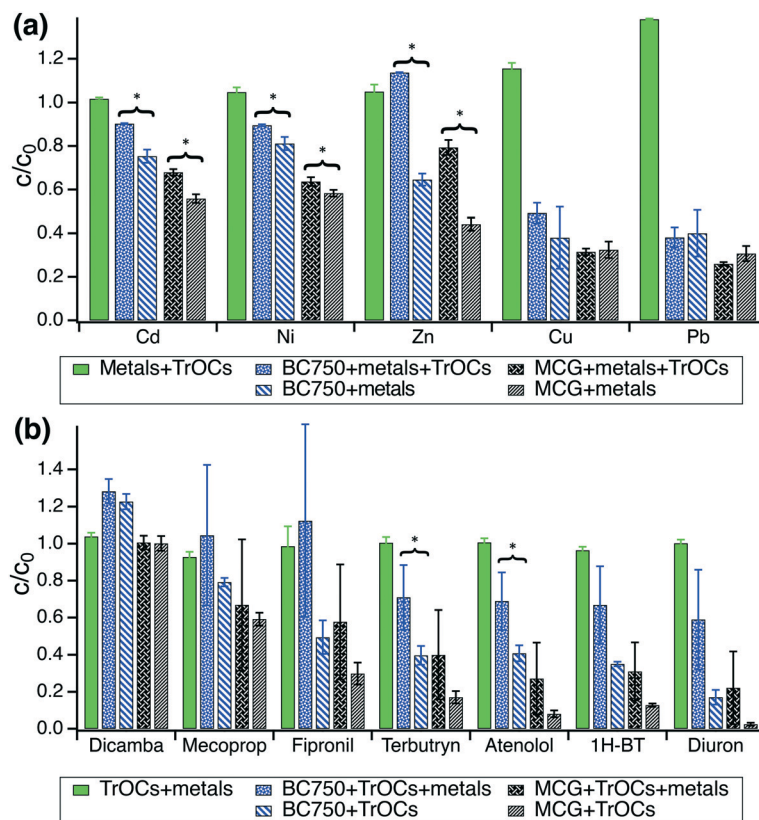 (a)
c/c0
1.2
1.0
0.8
0.6
0.4
0.2
0.0
* * * * * *
Cd Ni Zn Cu Pb
Metals+TrOCs BC750+metals+TrOCs MCG+metals+TrOCs
BC750+metals MCG+metals
(b)
c/c0
1.4
1.2
1.0
0.8
0.6
0.4
0.2
0.0
* *
Dicamba Mecoprop Fipronil Terbutryn Atenolol 1H-BT Diuron
TrOCs+metals BC750+TrOCs+metals MCG+TrOCs+metals
BC750+TrOCs MCG+TrOCs